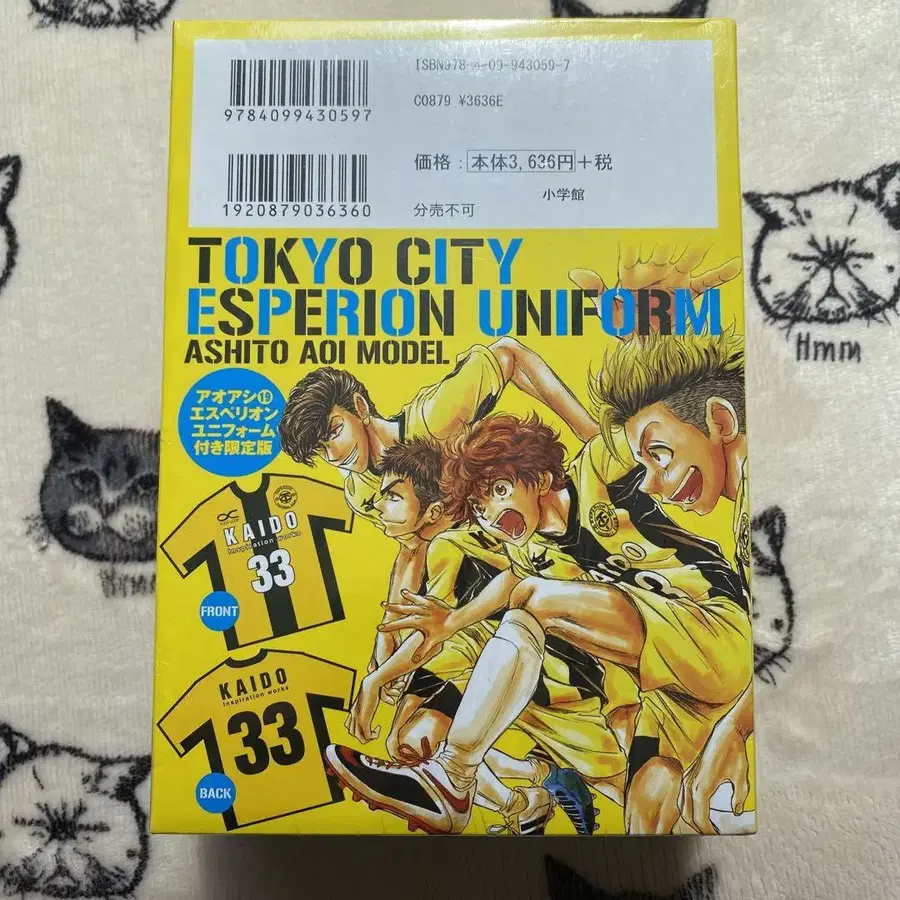 ISBN978-4-09-943059-7
9784099430597
C0879 ¥3636E
価格：本体3,636円＋税
小学館
1920879036360
分売不可
TOKYO CITY
ESPERION UNIFORM
ASHITO AOI MODEL
アオアシ⑲
エスペリオン
ユニフォーム
付き限定版
KAIDO
Inspiration works
33
FRONT
KAIDO
Inspiration works
33
BACK
KAIDO
Hmm
Hmm